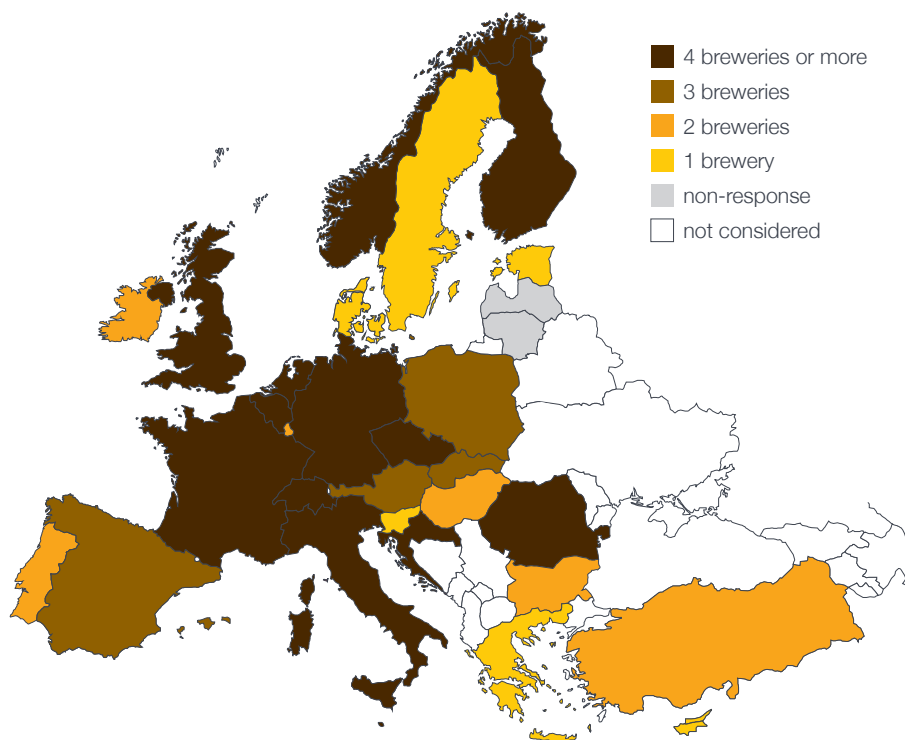 4 breweries or more
3 breweries
2 breweries
1 brewery
non-response
not considered